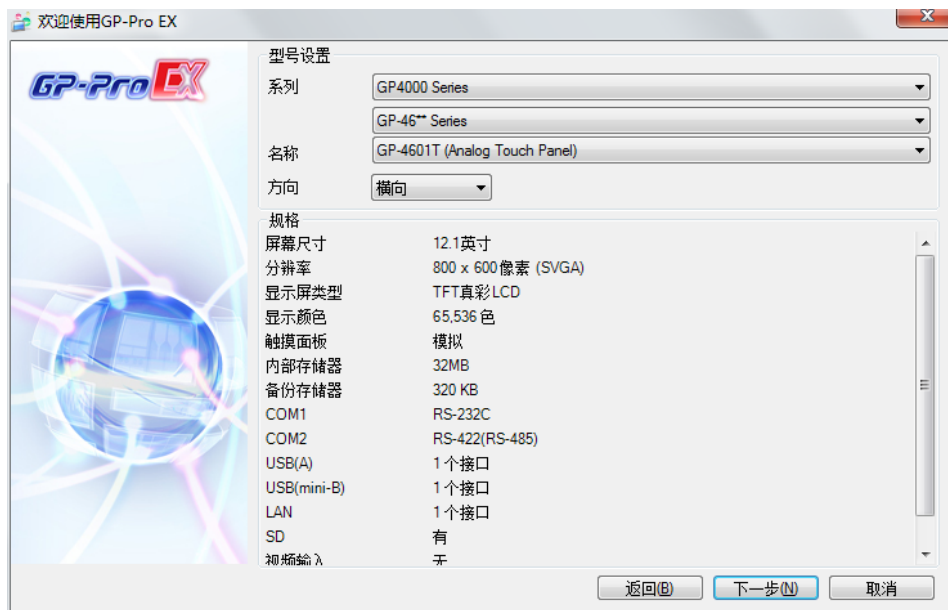 欢迎使用GP-Pro EX
GP-Pro EX
型号设置
系列 GP4000 Series
GP-46** Series
名称 GP-4601T (Analog Touch Panel)
方向 横向
规格
屏幕尺寸 12.1英寸
分辨率 800 x 600像素 (SVGA)
显示屏类型 TFT真彩LCD
显示颜色 65,536 色
触摸面板 模拟
内部存储器 32MB
备份存储器 320 KB
COM1 RS-232C
COM2 RS-422(RS-485)
USB(A) 1个接口
USB(mini-B) 1个接口
LAN 1个接口
SD 有
视频输入 无
返回(B) 下一步(N) 取消